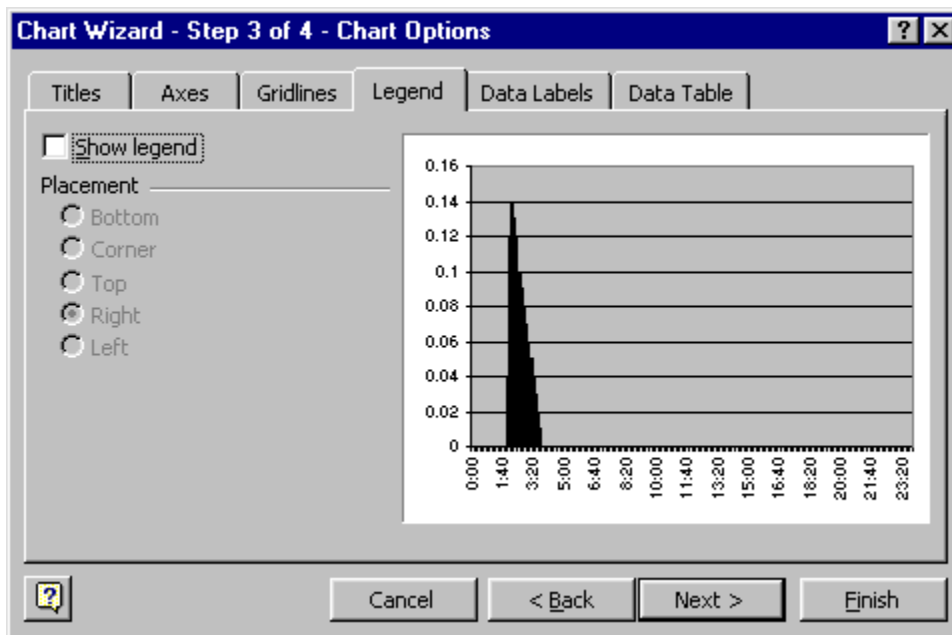 Chart Wizard - Step 3 of 4 - Chart Options
Titles Axes Gridlines Legend Data Labels Data Table
Show legend
Placement
Bottom
Corner
Top
Right
Left
0.16
0.14
0.12
0.1
0.08
0.06
0.04
0.02
0
0:00 1:40 3:20 5:00 6:40 8:20 10:00 11:40 13:20 15:00 16:40 18:20 20:00 21:40 23:20
Cancel < Back Next > Finish